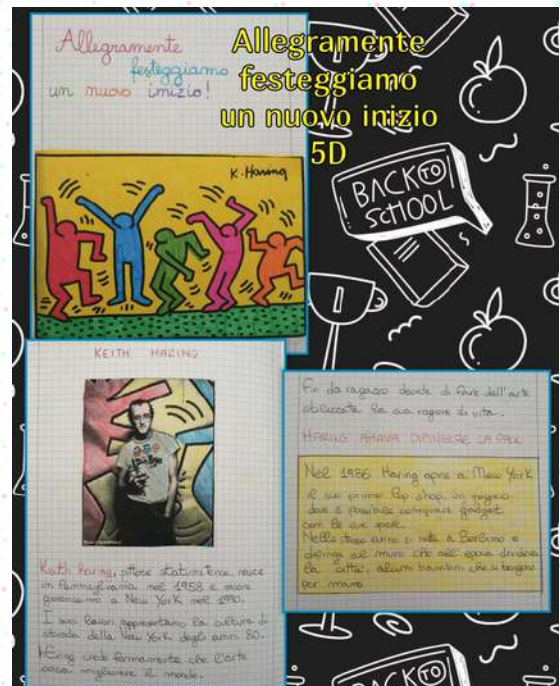 Allegramente
festeggiamo
un nuovo inizio!
K. Haring
Allegramente
festeggiamo
un nuovo inizio
5D
BACK TO
SCHOOL
KEITH HARING
Keith Haring, pittore statunitense, nasce
in Pennsylvania nel 1958 e muore
giovanissimo a New York nel 1990.
I suoi lavori rappresentano la cultura di
strada della New York degli anni 80.
Haring crede fermamente che l'arte
possa migliorare il mondo.
Fin da ragazzo decide di fare dell'arte
la sua ragione di vita.
HARING AMAVA DIPINGERE LA PACE
Nel 1986 Haring apre a New York
il suo primo Pop shop, un negozio
dove è possibile comprare gadget
con le sue opere.
Nello stesso anno si reca a Berlino e
dipinge sul muro che all'epoca divideva
la città, alcuni bambini che si tengono
per mano.
BACK TO